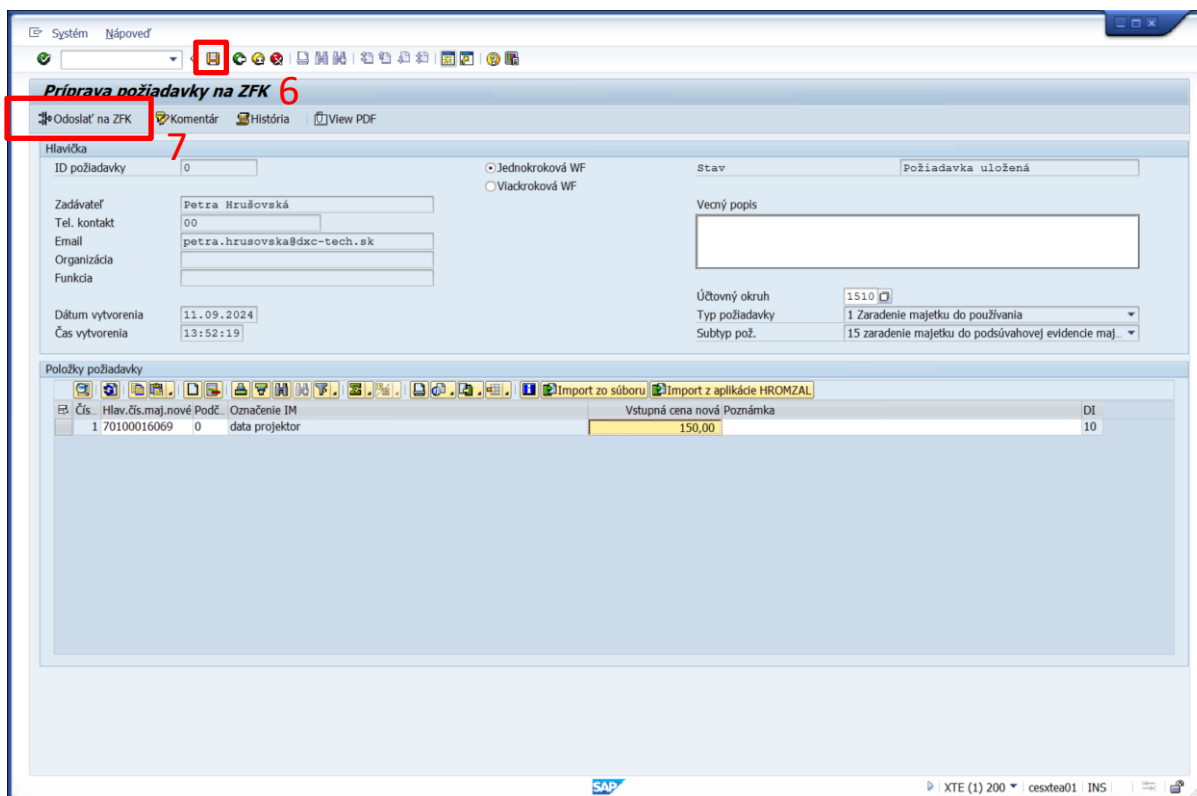 Systém Nápoveď
Príprava požiadavky na ZFK 6
Odoslať na ZFK Komentár História View PDF
7
Hlavička
ID požiadavky 0 Jednokroková WF Stav Požiadavka uložená
Viackroková WF
Zadávateľ Petra Hrušovská Vecný popis
Tel. kontakt 00
Email petra.hrusovska@dxc-tech.sk
Organizácia
Funkcia
Účtovný okruh 1510
Dátum vytvorenia 11.09.2024 Typ požiadavky 1 Zaradenie majetku do používania
Čas vytvorenia 13:52:19 Subtyp pož. 15 zaradenie majetku do podsúvahovej evidencie maj...
Položky požiadavky
Import zo súboru Import z aplikácie HROMZAL
Čís.. Hlav.čís.maj.nové Podč.. Označenie IM Vstupná cena nová Poznámka DI
1 70100016069 0 data projektor 150,00 10
SAP XTE (1) 200 cesxtea01 INS